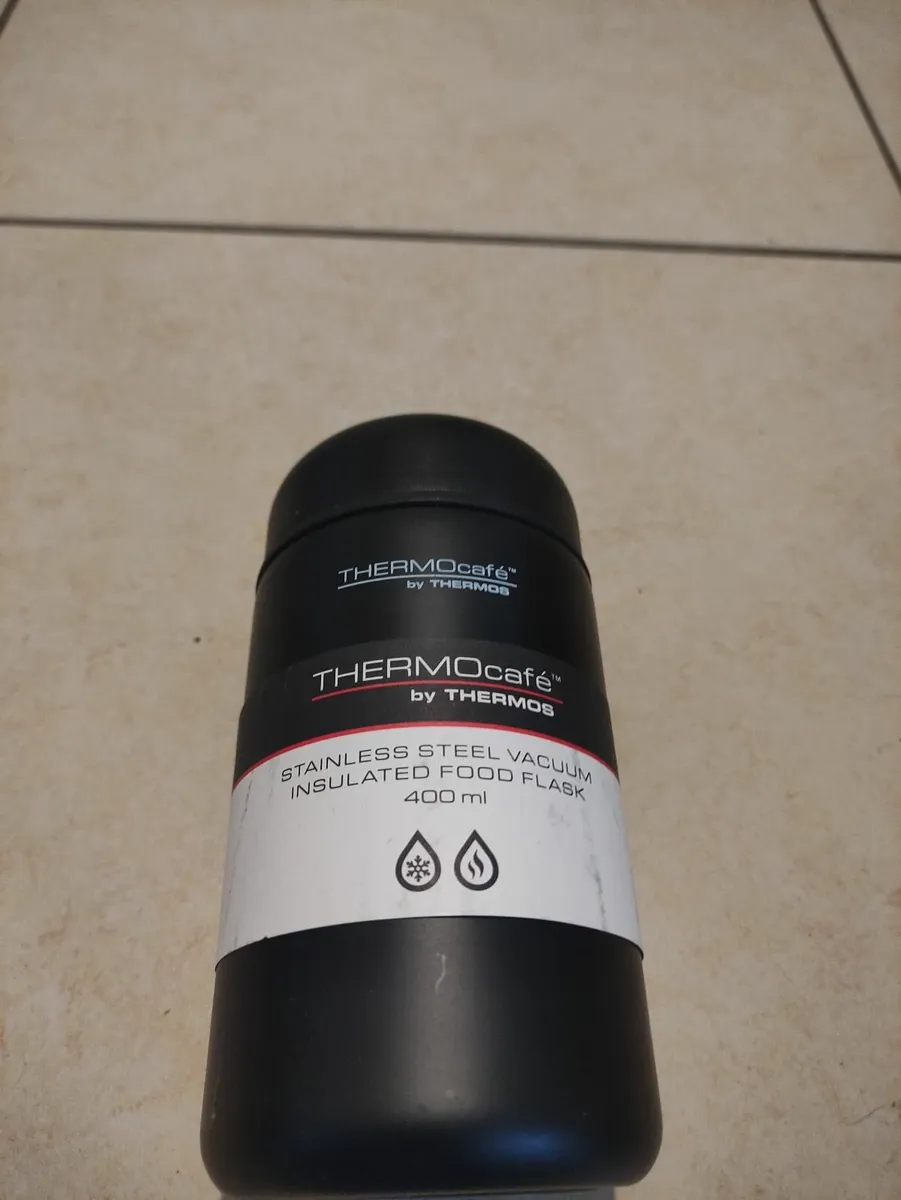 THERMOcafé™
by THERMOS
THERMOcafé™
by THERMOS
STAINLESS STEEL VACUUM
INSULATED FOOD FLASK
400 ml